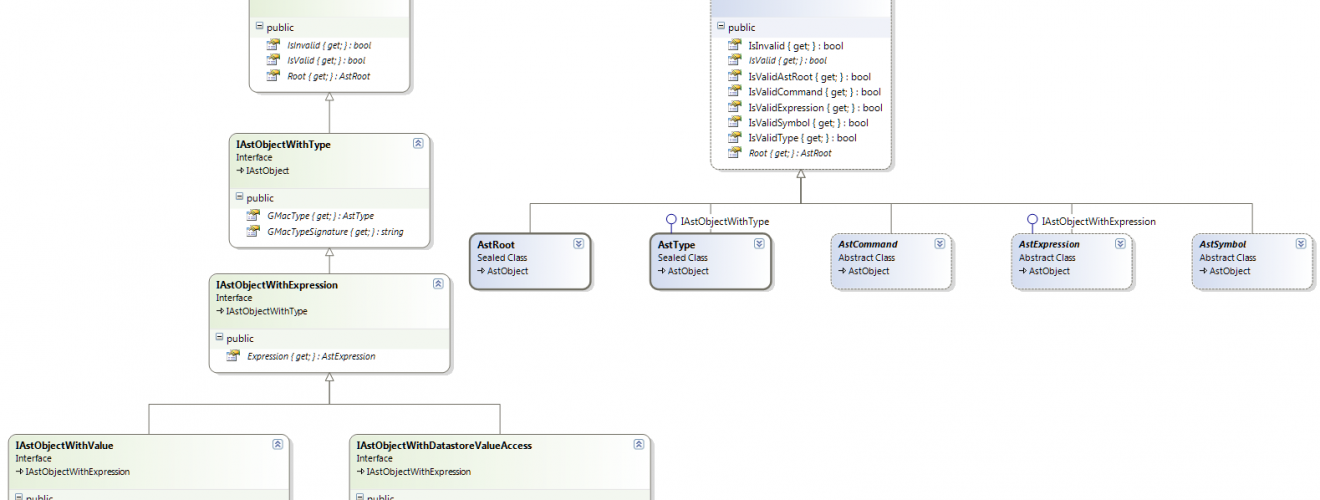 public
IsInvalid { get; } : bool
IsValid { get; } : bool
Root { get; } : AstRoot
IAstObjectWithType
Interface
IAstObject
public
GMacType { get; } : AstType
GMacTypeSignature { get; } : string
IAstObjectWithExpression
Interface
IAstObjectWithType
public
Expression { get; } : AstExpression
IAstObjectWithValue
Interface
IAstObjectWithExpression
public
IAstObjectWithDatastoreValueAccess
Interface
IAstObjectWithExpression
public
public
IsInvalid { get; } : bool
IsValid { get; } : bool
IsValidAstRoot { get; } : bool
IsValidCommand { get; } : bool
IsValidExpression { get; } : bool
IsValidSymbol { get; } : bool
IsValidType { get; } : bool
Root { get; } : AstRoot
AstRoot
Sealed Class
AstObject
IAstObjectWithType
AstType
Sealed Class
AstObject
AstCommand
Abstract Class
AstObject
IAstObjectWithExpression
AstExpression
Abstract Class
AstObject
AstSymbol
Abstract Class
AstObject